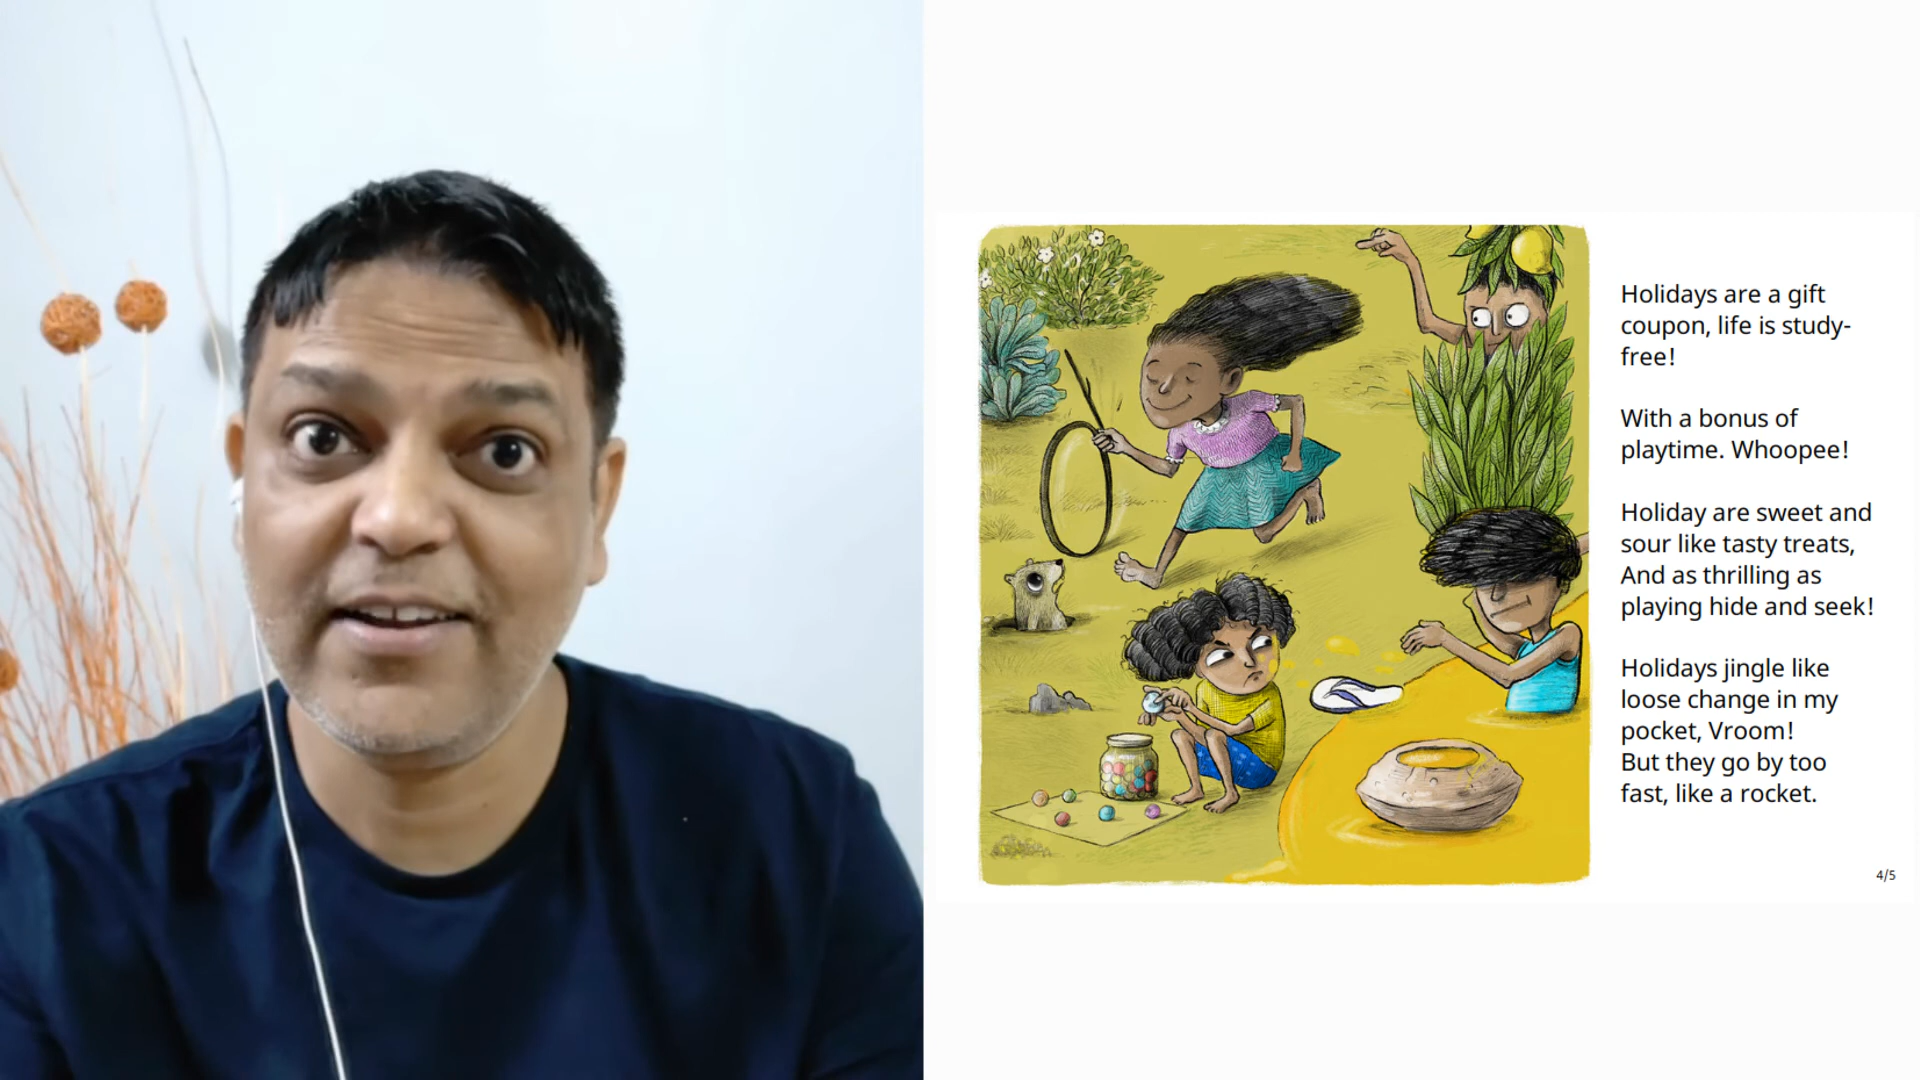 Holidays are a gift
coupon, life is study-
free!
With a bonus of
playtime. Whoopee!
Holiday are sweet and
sour like tasty treats,
And as thrilling as
playing hide and seek!
Holidays jingle like
loose change in my
pocket, Vroom!
But they go by too
fast, like a rocket.
4/5